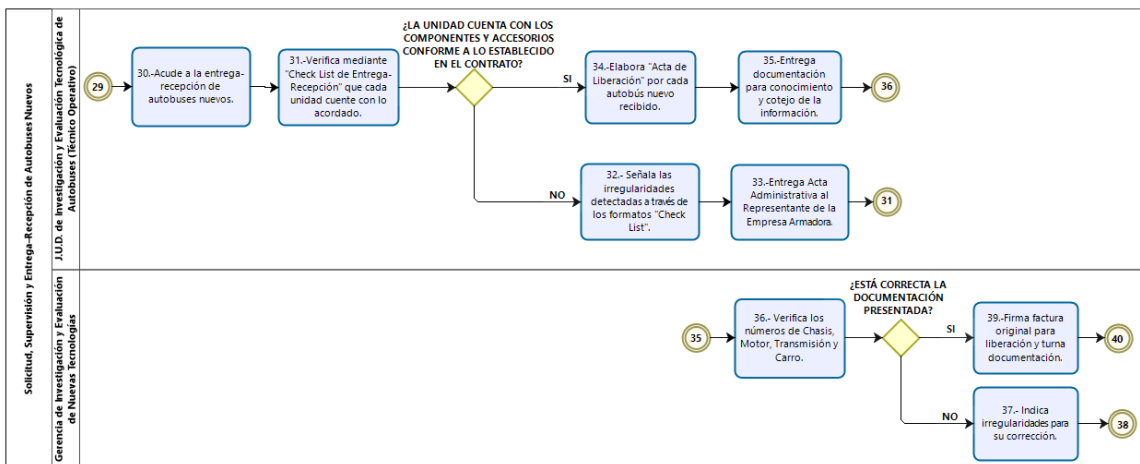 Solicitud, Supervisión y Entrega-Recepción de Autobuses Nuevos
J.U.D. de Investigación y Evaluación Tecnológica de
Autobuses (Técnico Operativo)
29
30.-Acude a la entrega-
recepción de
autobuses nuevos.
31.-Verifica mediante
"Check List de Entrega-
Recepción" que cada
unidad cuente con lo
acordado.
¿LA UNIDAD CUENTA CON LOS
COMPONENTES Y ACCESORIOS
CONFORME A LO ESTABLECIDO
EN EL CONTRATO?
SI
34.-Elabora "Acta de
Liberación" por cada
autobús nuevo
recibido.
35.-Entrega
documentación
para conocimiento
y cotejo de la
información.
36
NO
32.- Señala las
irregularidades
detectadas a través de
los formatos "Check
List".
33.-Entrega Acta
Administrativa al
Representante de la
Empresa Armadora.
31
Gerencia de Investigación y Evaluación
de Nuevas Tecnologías
35
36.- Verifica los
números de Chasis,
Motor, Transmisión y
Carro.
¿ESTÁ CORRECTA LA
DOCUMENTACIÓN
PRESENTADA?
SI
39.-Firma factura
original para
liberación y turna
documentación.
40
NO
37.- Indica
irregularidades para
su corrección.
38